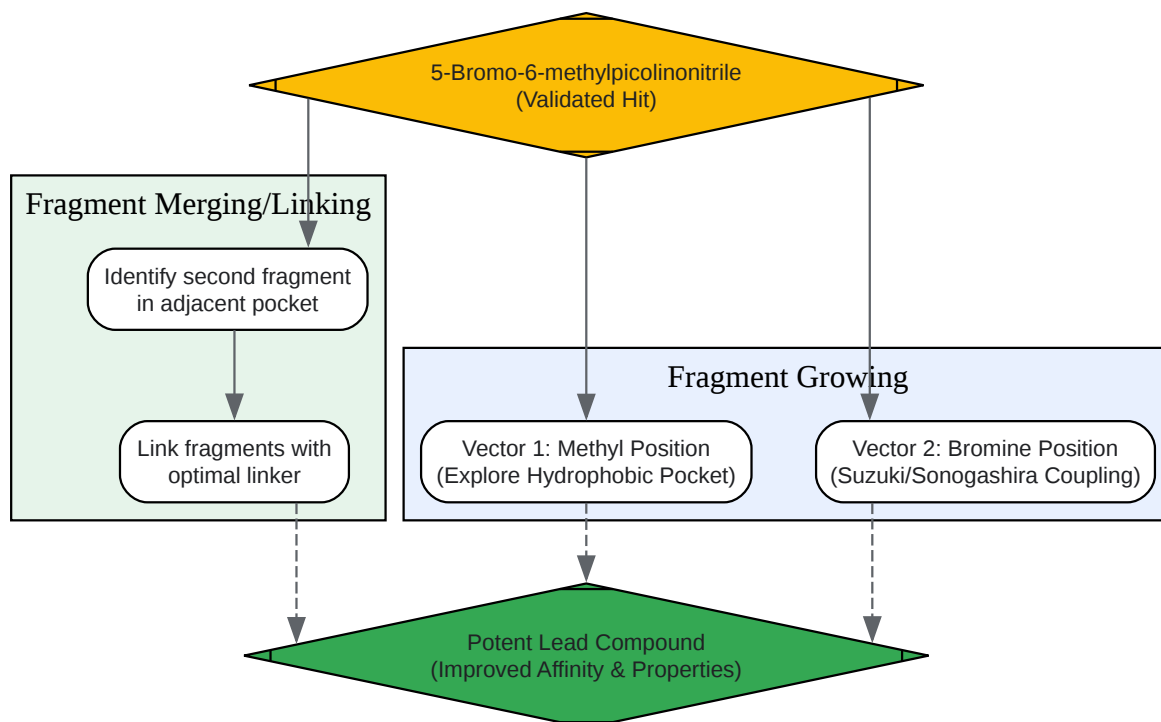 5-Bromo-6-methylpicolinonitrile
(Validated Hit)
Fragment Merging/Linking
Identify second fragment
in adjacent pocket
Link fragments with
optimal linker
Fragment Growing
Vector 1: Methyl Position
(Explore Hydrophobic Pocket)
Vector 2: Bromine Position
(Suzuki/Sonogashira Coupling)
Potent Lead Compound
(Improved Affinity & Properties)